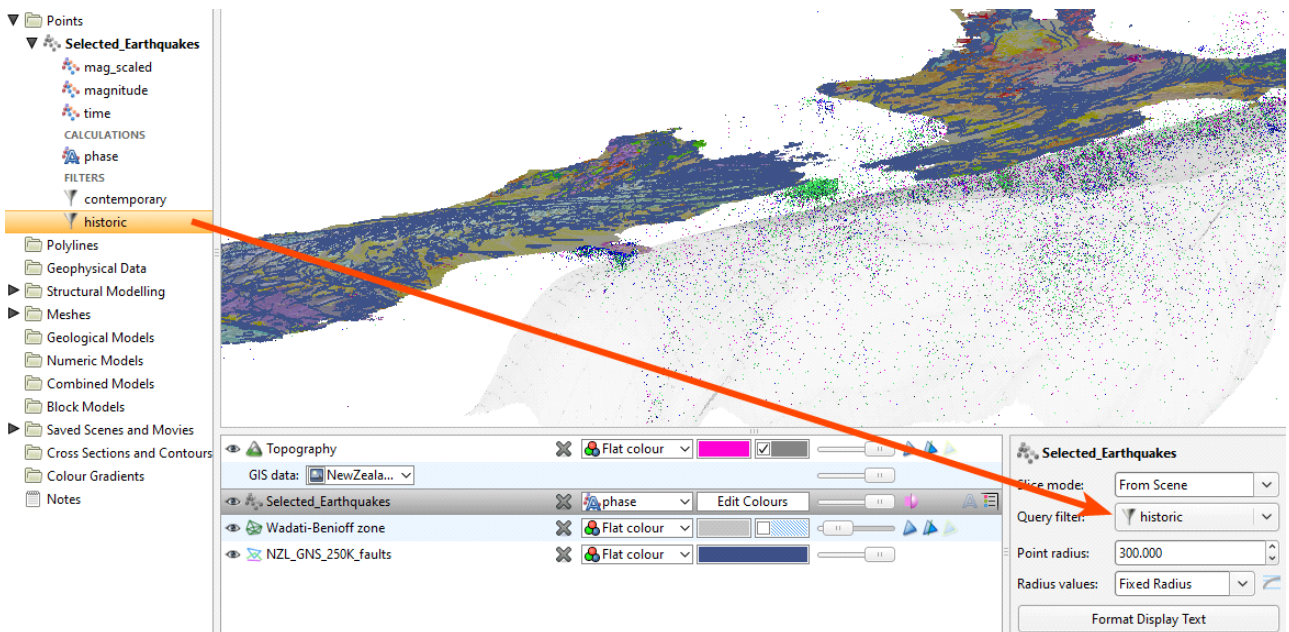 Points
Selected_Earthquakes
mag_scaled
magnitude
time
CALCULATIONS
phase
FILTERS
contemporary
historic
Polylines
Geophysical Data
Structural Modelling
Meshes
Geological Models
Numeric Models
Combined Models
Block Models
Saved Scenes and Movies
Cross Sections and Contours
Colour Gradients
Notes
Topography Flat colour
GIS data: NewZeala...
Selected_Earthquakes phase Edit Colours
Wadati-Benioff zone Flat colour
NZL_GNS_250K_faults Flat colour
Selected_Earthquakes
Slice mode: From Scene
Query filter: historic
Point radius: 300.000
Radius values: Fixed Radius
Format Display Text